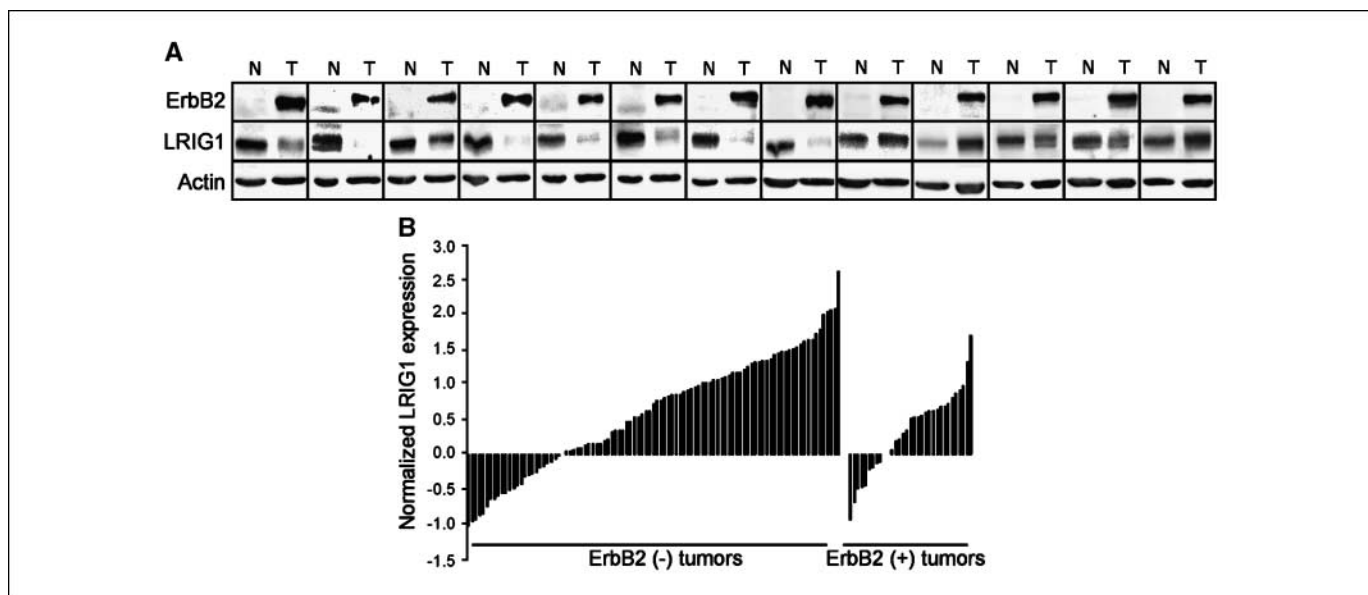 A
N T N T N T N T N T N T N T N T N T N T N T N T N T
ErbB2
LRIG1
Actin
B
Normalized LRIG1 expression
3.0
2.5
2.0
1.5
1.0
0.5
0.0
-0.5
-1.0
-1.5
ErbB2 (-) tumors ErbB2 (+) tumors